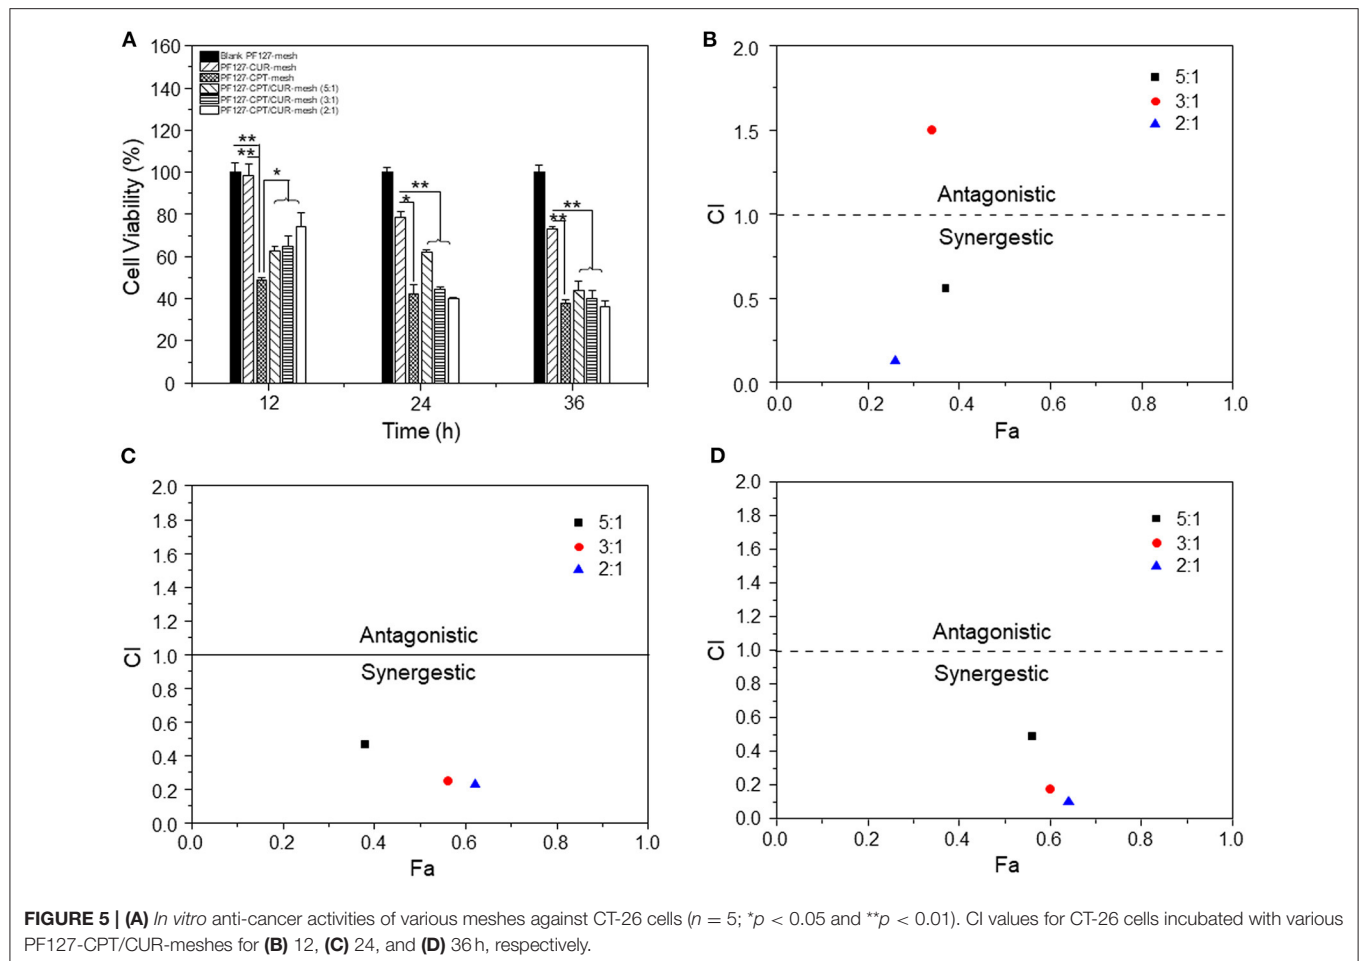 A
160
140
120
100
80
60
40
20
0
Cell Viability (%)
Blank PF127-mesh
PF127-CUR-mesh
PF127-CPT-mesh
PF127-CPT/CUR-mesh (5:1)
PF127-CPT/CUR-mesh (3:1)
PF127-CPT/CUR-mesh (2:1)
**
**
*
**
*
**
**
12 24 36
Time (h)
B
2.0
1.5
1.0
0.5
0.0
CI
5:1
3:1
2:1
Antagonistic
Synergestic
0.0 0.2 0.4 0.6 0.8 1.0
Fa
C
2.0
1.8
1.6
1.4
1.2
1.0
0.8
0.6
0.4
0.2
0.0
CI
5:1
3:1
2:1
Antagonistic
Synergestic
0.0 0.2 0.4 0.6 0.8 1.0
Fa
D
2.0
1.8
1.6
1.4
1.2
1.0
0.8
0.6
0.4
0.2
0.0
CI
5:1
3:1
2:1
Antagonistic
Synergestic
0.0 0.2 0.4 0.6 0.8 1.0
Fa
FIGURE 5 | (A) In vitro anti-cancer activities of various meshes against CT-26 cells (n = 5; *p < 0.05 and **p < 0.01). CI values for CT-26 cells incubated with various
PF127-CPT/CUR-meshes for (B) 12, (C) 24, and (D) 36 h, respectively.